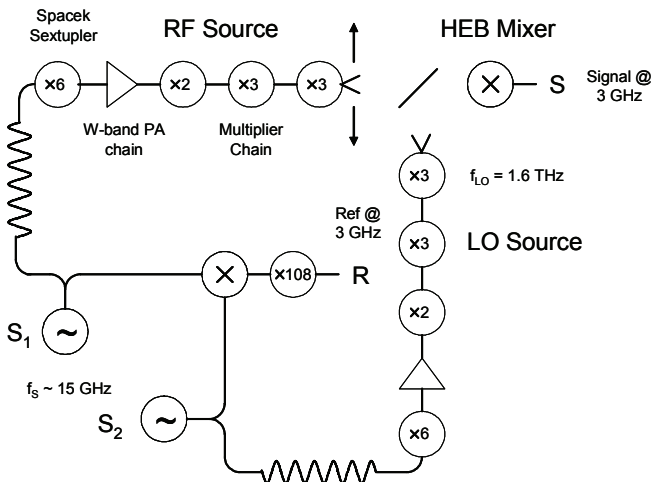 Spacek
Sextupler
RF Source
HEB Mixer
×6
×2
×3
×3
×
S
Signal @
3 GHz
W-band PA
chain
Multiplier
Chain
×3
f_LO = 1.6 THz
Ref @
3 GHz
×3
LO Source
×
×108
R
×2
S₁
~
f_S ~ 15 GHz
S₂
~
×6